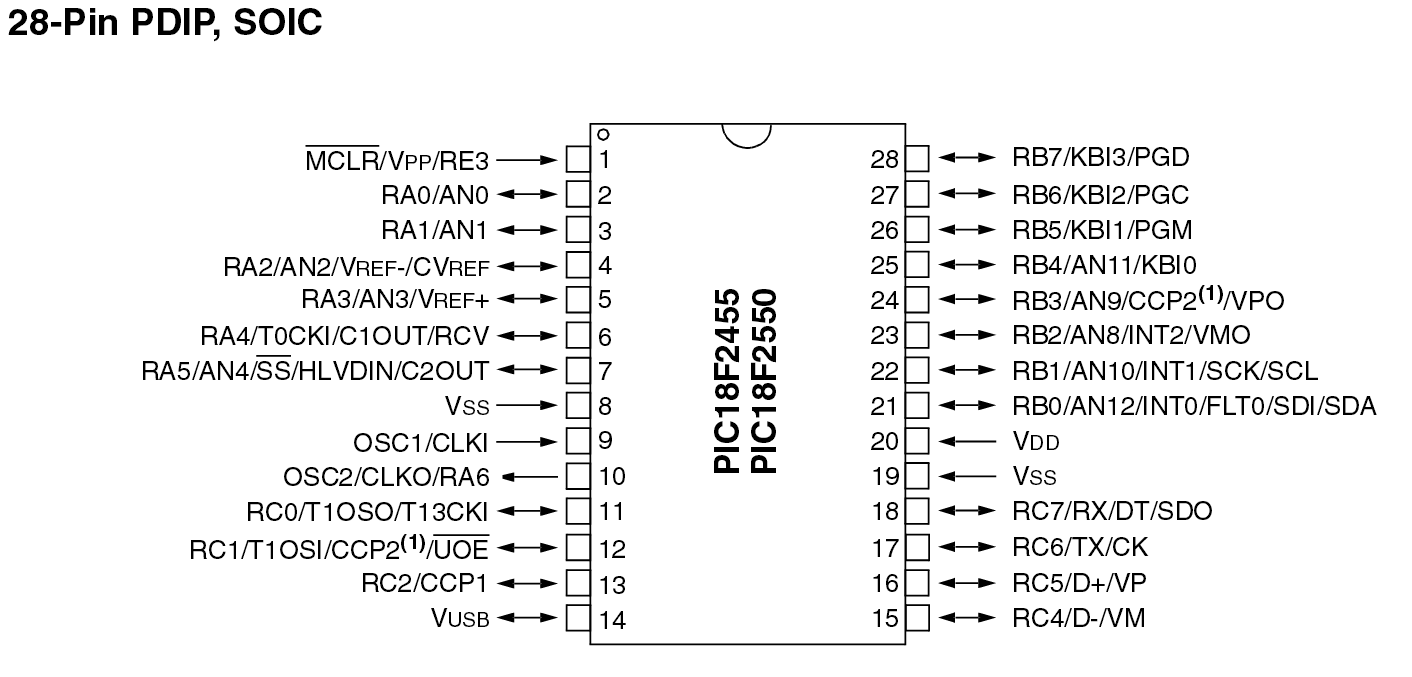 28-Pin PDIP, SOIC
MCLR/VPP/RE3 1 28 RB7/KBI3/PGD
RA0/AN0 2 27 RB6/KBI2/PGC
RA1/AN1 3 26 RB5/KBI1/PGM
RA2/AN2/VREF-/CVREF 4 25 RB4/AN11/KBI0
RA3/AN3/VREF+ 5 24 RB3/AN9/CCP2(1)/VPO
RA4/T0CKI/C1OUT/RCV 6 23 RB2/AN8/INT2/VMO
RA5/AN4/SS/HLVDIN/C2OUT 7 22 RB1/AN10/INT1/SCK/SCL
VSS 8 21 RB0/AN12/INT0/FLT0/SDI/SDA
OSC1/CLKI 9 20 VDD
OSC2/CLKO/RA6 10 19 VSS
RC0/T1OSO/T13CKI 11 18 RC7/RX/DT/SDO
RC1/T1OSI/CCP2(1)/UOE 12 17 RC6/TX/CK
RC2/CCP1 13 16 RC5/D+/VP
VUSB 14 15 RC4/D-/VM
PIC18F2455
PIC18F2550